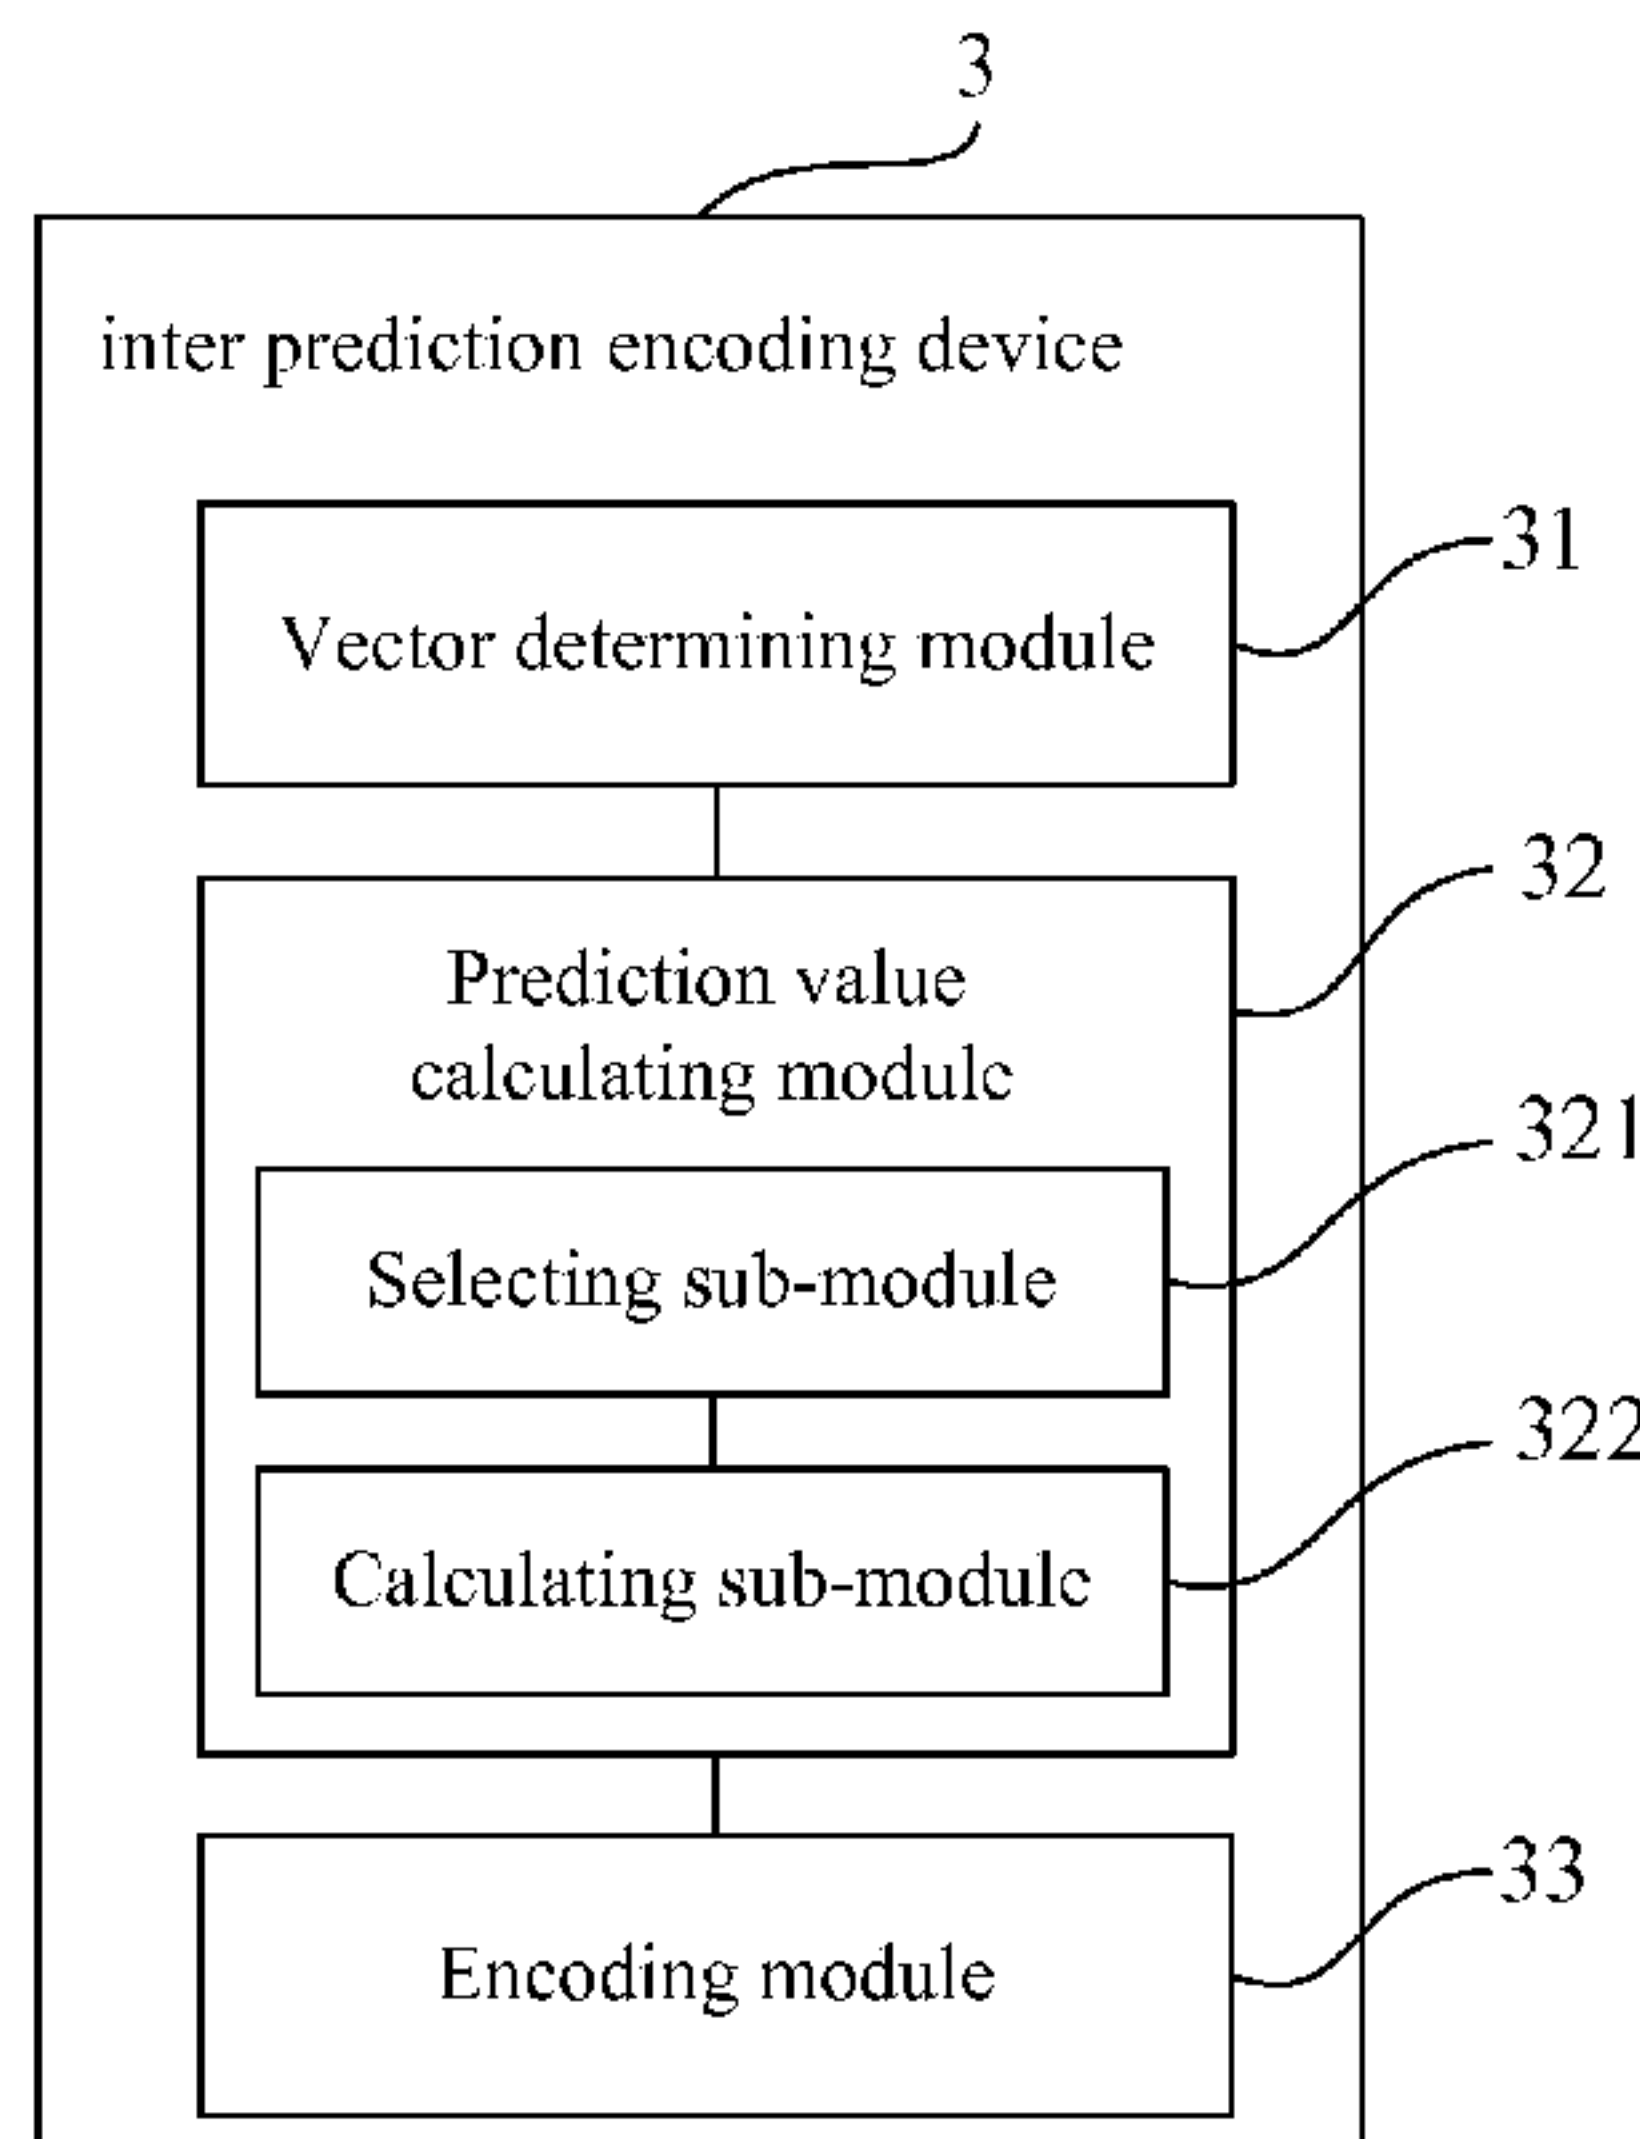 3
inter prediction encoding device
31
Vector determining module
32
Prediction value
calculating module
321
Selecting sub-module
322
Calculating sub-module
33
Encoding module